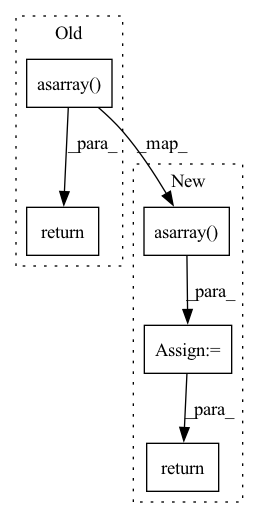 Old
asarray()
_para_
_map_
New
return
asarray()
_para_
Assign:=
_para_
return